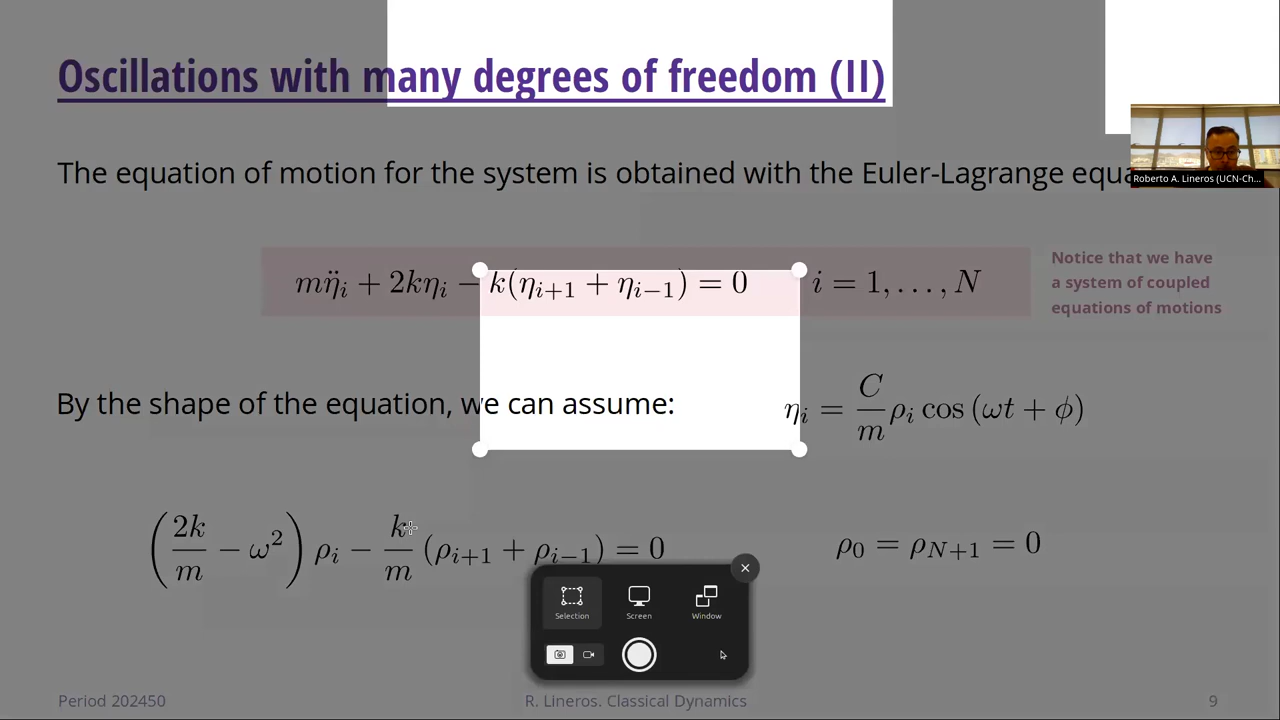 Oscillations with many degrees of freedom (II)
Roberto A. Lineros (UCN-Ch...
The equation of motion for the system is obtained with the Euler-Lagrange equa
mη̈ᵢ + 2kηᵢ − k(ηᵢ₊₁ + ηᵢ₋₁) = 0 i = 1, . . . , N
Notice that we have
a system of coupled
equations of motions
By the shape of the equation, we can assume: ηᵢ = C/m ρᵢ cos (ωt + ϕ)
(2k/m − ω²) ρᵢ − k/m (ρᵢ₊₁ + ρᵢ₋₁) = 0 ρ₀ = ρ_{N+1} = 0
Selection Screen Window
Period 202450 R. Lineros. Classical Dynamics 9